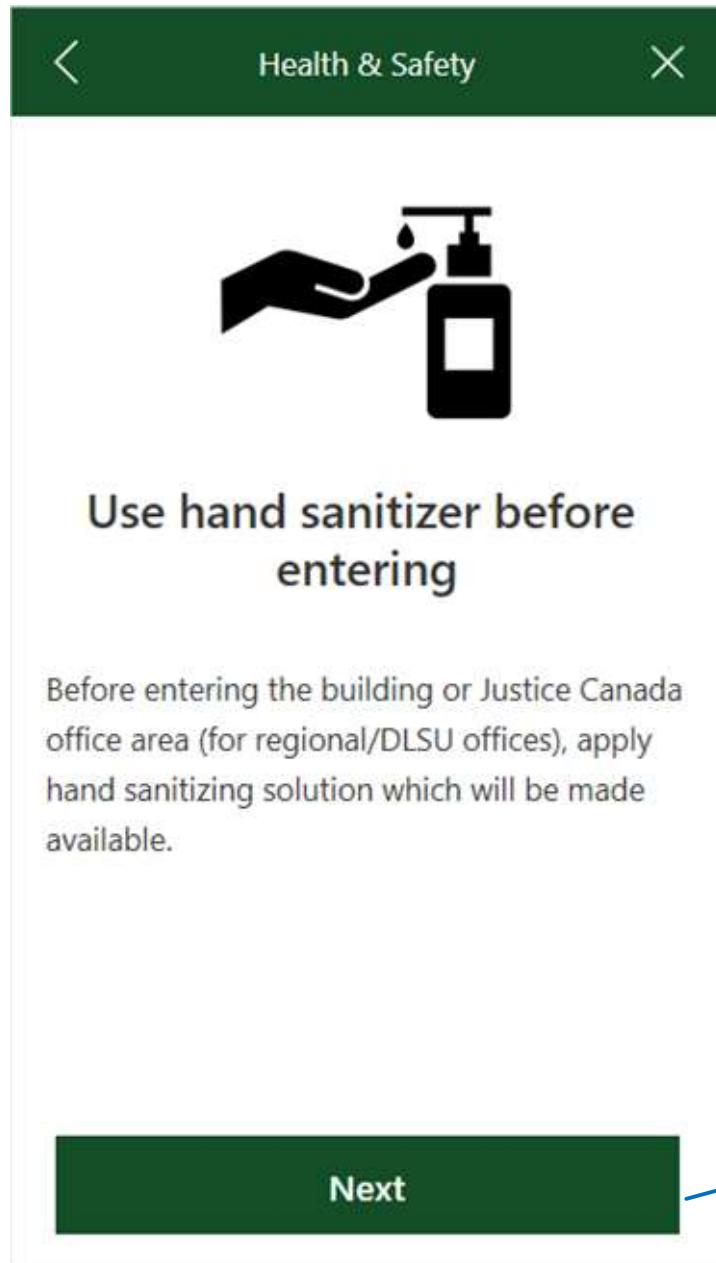 Health & Safety
Use hand sanitizer before
entering
Before entering the building or Justice Canada
office area (for regional/DLSU offices), apply
hand sanitizing solution which will be made
available.
Next